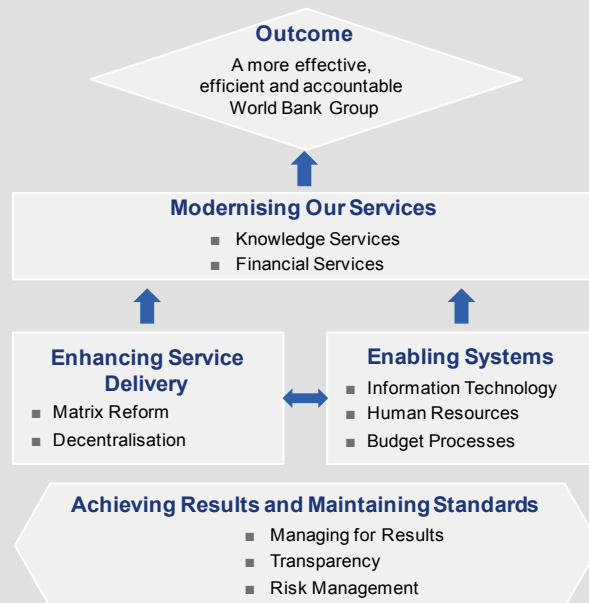 Outcome
A more effective,
efficient and accountable
World Bank Group
Modernising Our Services
■ Knowledge Services
■ Financial Services
Enhancing Service
Delivery
■ Matrix Reform
■ Decentralisation
Enabling Systems
■ Information Technology
■ Human Resources
■ Budget Processes
Achieving Results and Maintaining Standards
■ Managing for Results
■ Transparency
■ Risk Management